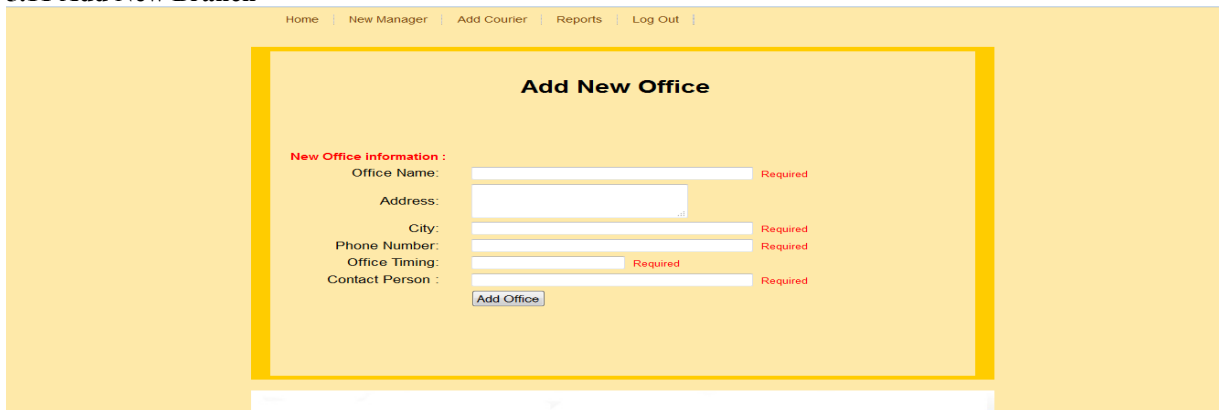 Home | New Manager | Add Courier | Reports | Log Out |
Add New Office
New Office information :
Office Name: Required
Address:
City: Required
Phone Number: Required
Office Timing: Required
Contact Person : Required
Add Office